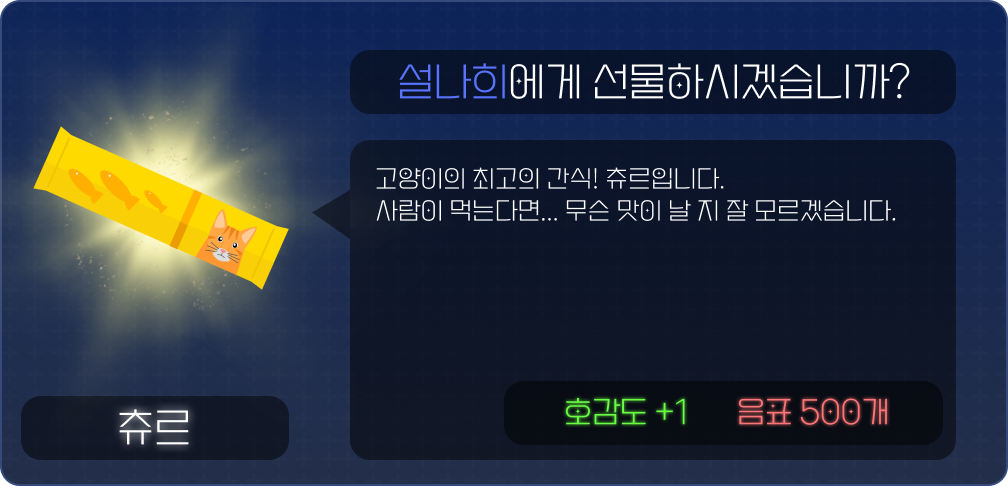 설나희에게 선물하시겠습니까?
고양이의 최고의 간식! 츄르입니다.
사람이 먹는다면... 무슨 맛이 날 지 잘 모르겠습니다.
츄르
호감도 +1 음표 500개